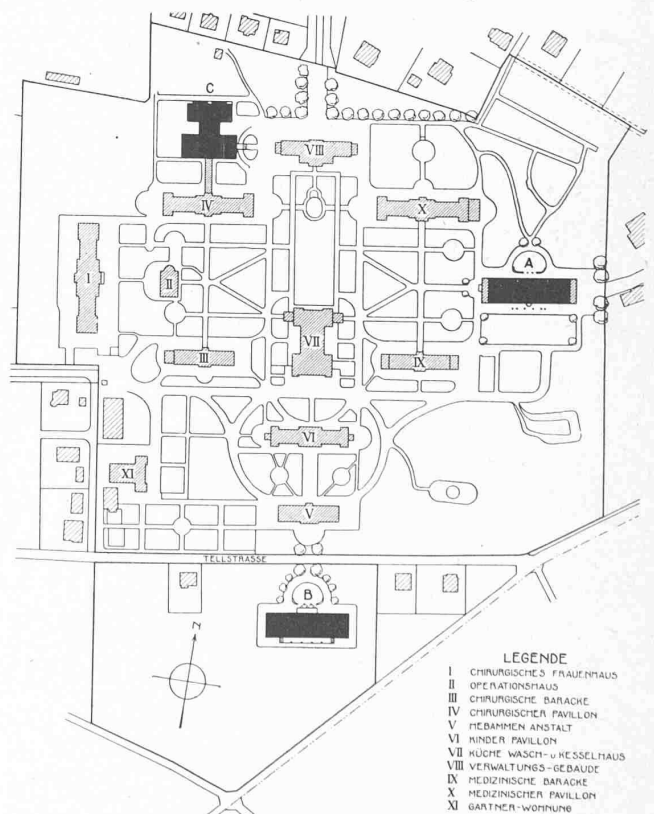 C
VIII
IV
X
A
I
II
VII
III
IX
VI
XI
V
TELLSTRASSE
B
N
LEGENDE
I CHIRURGISCHES FRAUENHAUS
II OPERATIONSHAUS
III CHIRURGISCHE BARACKE
IV CHIRURGISCHER PAVILLON
V HEBAMMEN ANSTALT
VI KINDER PAVILLON
VII KÜCHE WASCH- u. KESSELHAUS
VIII VERWALTUNGS-GEBÄUDE
IX MEDIZINISCHE BARACKE
X MEDIZINISCHER PAVILLON
XI GÄRTNER-WOHNUNG